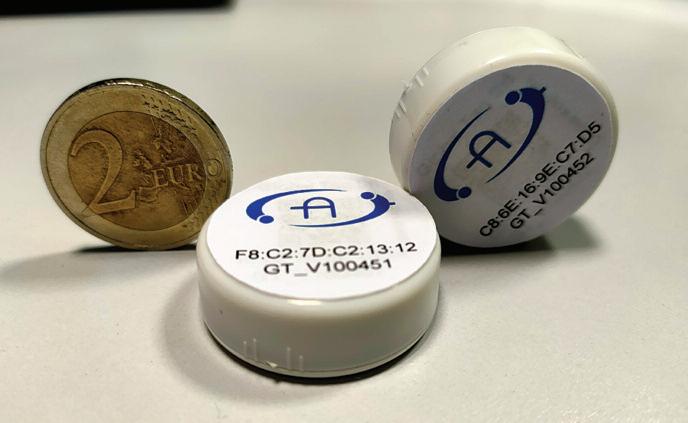 2 EURO
A
F8:C2:7D:C2:13:12
GT_V100451
A
C8:6E:16:9E:C7:D5
GT_V100452